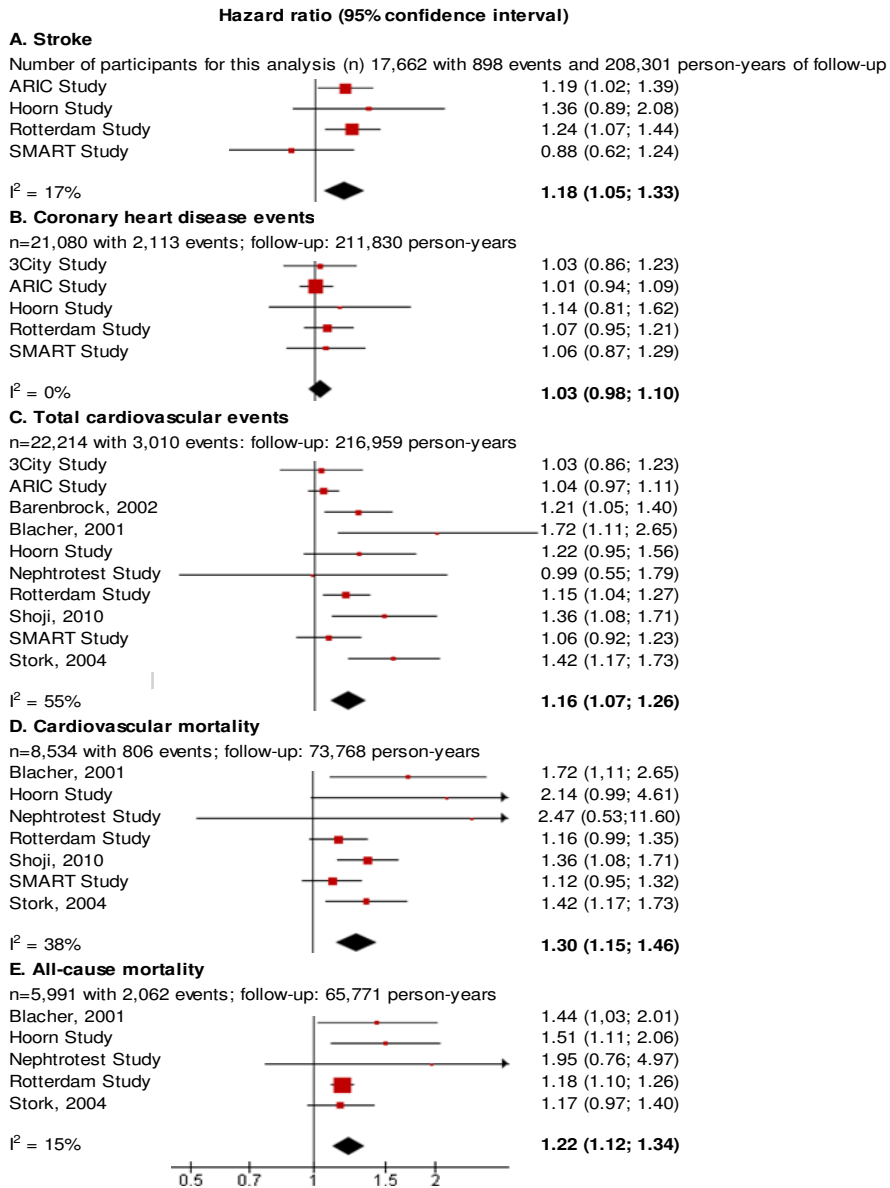 Hazard ratio (95% confidence interval)
A. Stroke
Number of participants for this analysis (n) 17,662 with 898 events and 208,301 person-years of follow-up
ARIC Study 1.19 (1.02; 1.39)
Hoorn Study 1.36 (0.89; 2.08)
Rotterdam Study 1.24 (1.07; 1.44)
SMART Study 0.88 (0.62; 1.24)
I² = 17% 1.18 (1.05; 1.33)
B. Coronary heart disease events
n=21,080 with 2,113 events; follow-up: 211,830 person-years
3City Study 1.03 (0.86; 1.23)
ARIC Study 1.01 (0.94; 1.09)
Hoorn Study 1.14 (0.81; 1.62)
Rotterdam Study 1.07 (0.95; 1.21)
SMART Study 1.06 (0.87; 1.29)
I² = 0% 1.03 (0.98; 1.10)
C. Total cardiovascular events
n=22,214 with 3,010 events: follow-up: 216,959 person-years
3City Study 1.03 (0.86; 1.23)
ARIC Study 1.04 (0.97; 1.11)
Barenbrock, 2002 1.21 (1.05; 1.40)
Blacher, 2001 1.72 (1.11; 2.65)
Hoorn Study 1.22 (0.95; 1.56)
Nephtrotest Study 0.99 (0.55; 1.79)
Rotterdam Study 1.15 (1.04; 1.27)
Shoji, 2010 1.36 (1.08; 1.71)
SMART Study 1.06 (0.92; 1.23)
Stork, 2004 1.42 (1.17; 1.73)
I² = 55% 1.16 (1.07; 1.26)
D. Cardiovascular mortality
n=8,534 with 806 events; follow-up: 73,768 person-years
Blacher, 2001 1.72 (1,11; 2.65)
Hoorn Study 2.14 (0.99; 4.61)
Nephtrotest Study 2.47 (0.53;11.60)
Rotterdam Study 1.16 (0.99; 1.35)
Shoji, 2010 1.36 (1.08; 1.71)
SMART Study 1.12 (0.95; 1.32)
Stork, 2004 1.42 (1.17; 1.73)
I² = 38% 1.30 (1.15; 1.46)
E. All-cause mortality
n=5,991 with 2,062 events; follow-up: 65,771 person-years
Blacher, 2001 1.44 (1,03; 2.01)
Hoorn Study 1.51 (1.11; 2.06)
Nephtrotest Study 1.95 (0.76; 4.97)
Rotterdam Study 1.18 (1.10; 1.26)
Stork, 2004 1.17 (0.97; 1.40)
I² = 15% 1.22 (1.12; 1.34)
0.5 0.7 1 1.5 2